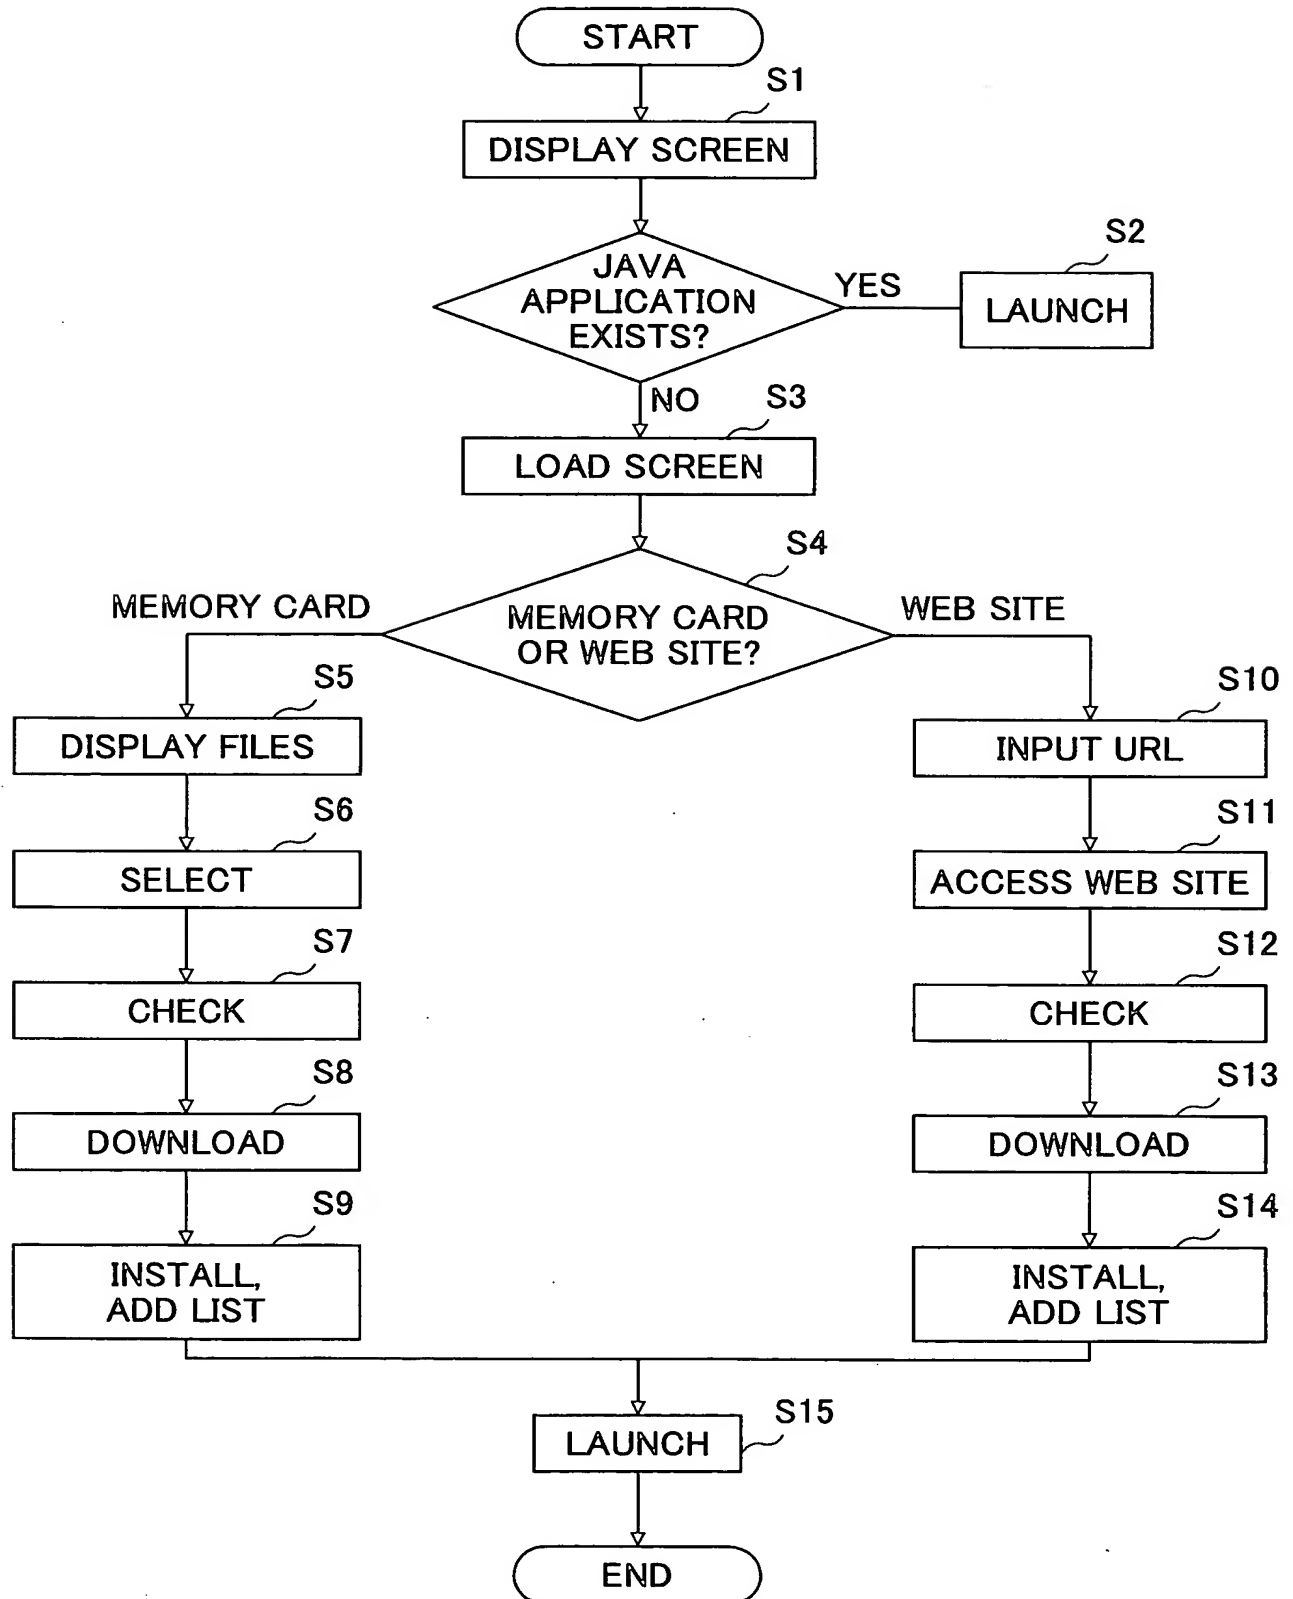 START
S1
DISPLAY SCREEN
S2
JAVA
APPLICATION
EXISTS?
YES
LAUNCH
NO
S3
LOAD SCREEN
S4
MEMORY CARD
MEMORY CARD
OR WEB SITE?
WEB SITE
S5
DISPLAY FILES
S6
SELECT
S7
CHECK
S8
DOWNLOAD
S9
INSTALL,
ADD LIST
S10
INPUT URL
S11
ACCESS WEB SITE
S12
CHECK
S13
DOWNLOAD
S14
INSTALL,
ADD LIST
S15
LAUNCH
END